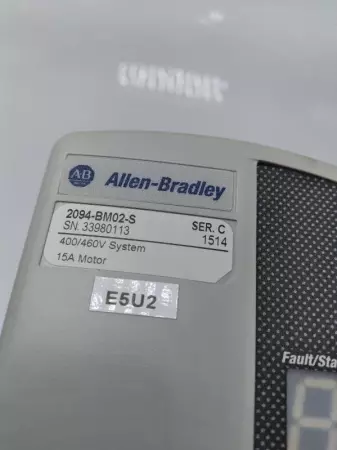 AB
Allen-Bradley
2094-BM02-S SER. C
SN. 33980113 1514
400/460V System
15A Motor
E5U2
Fault/Sta